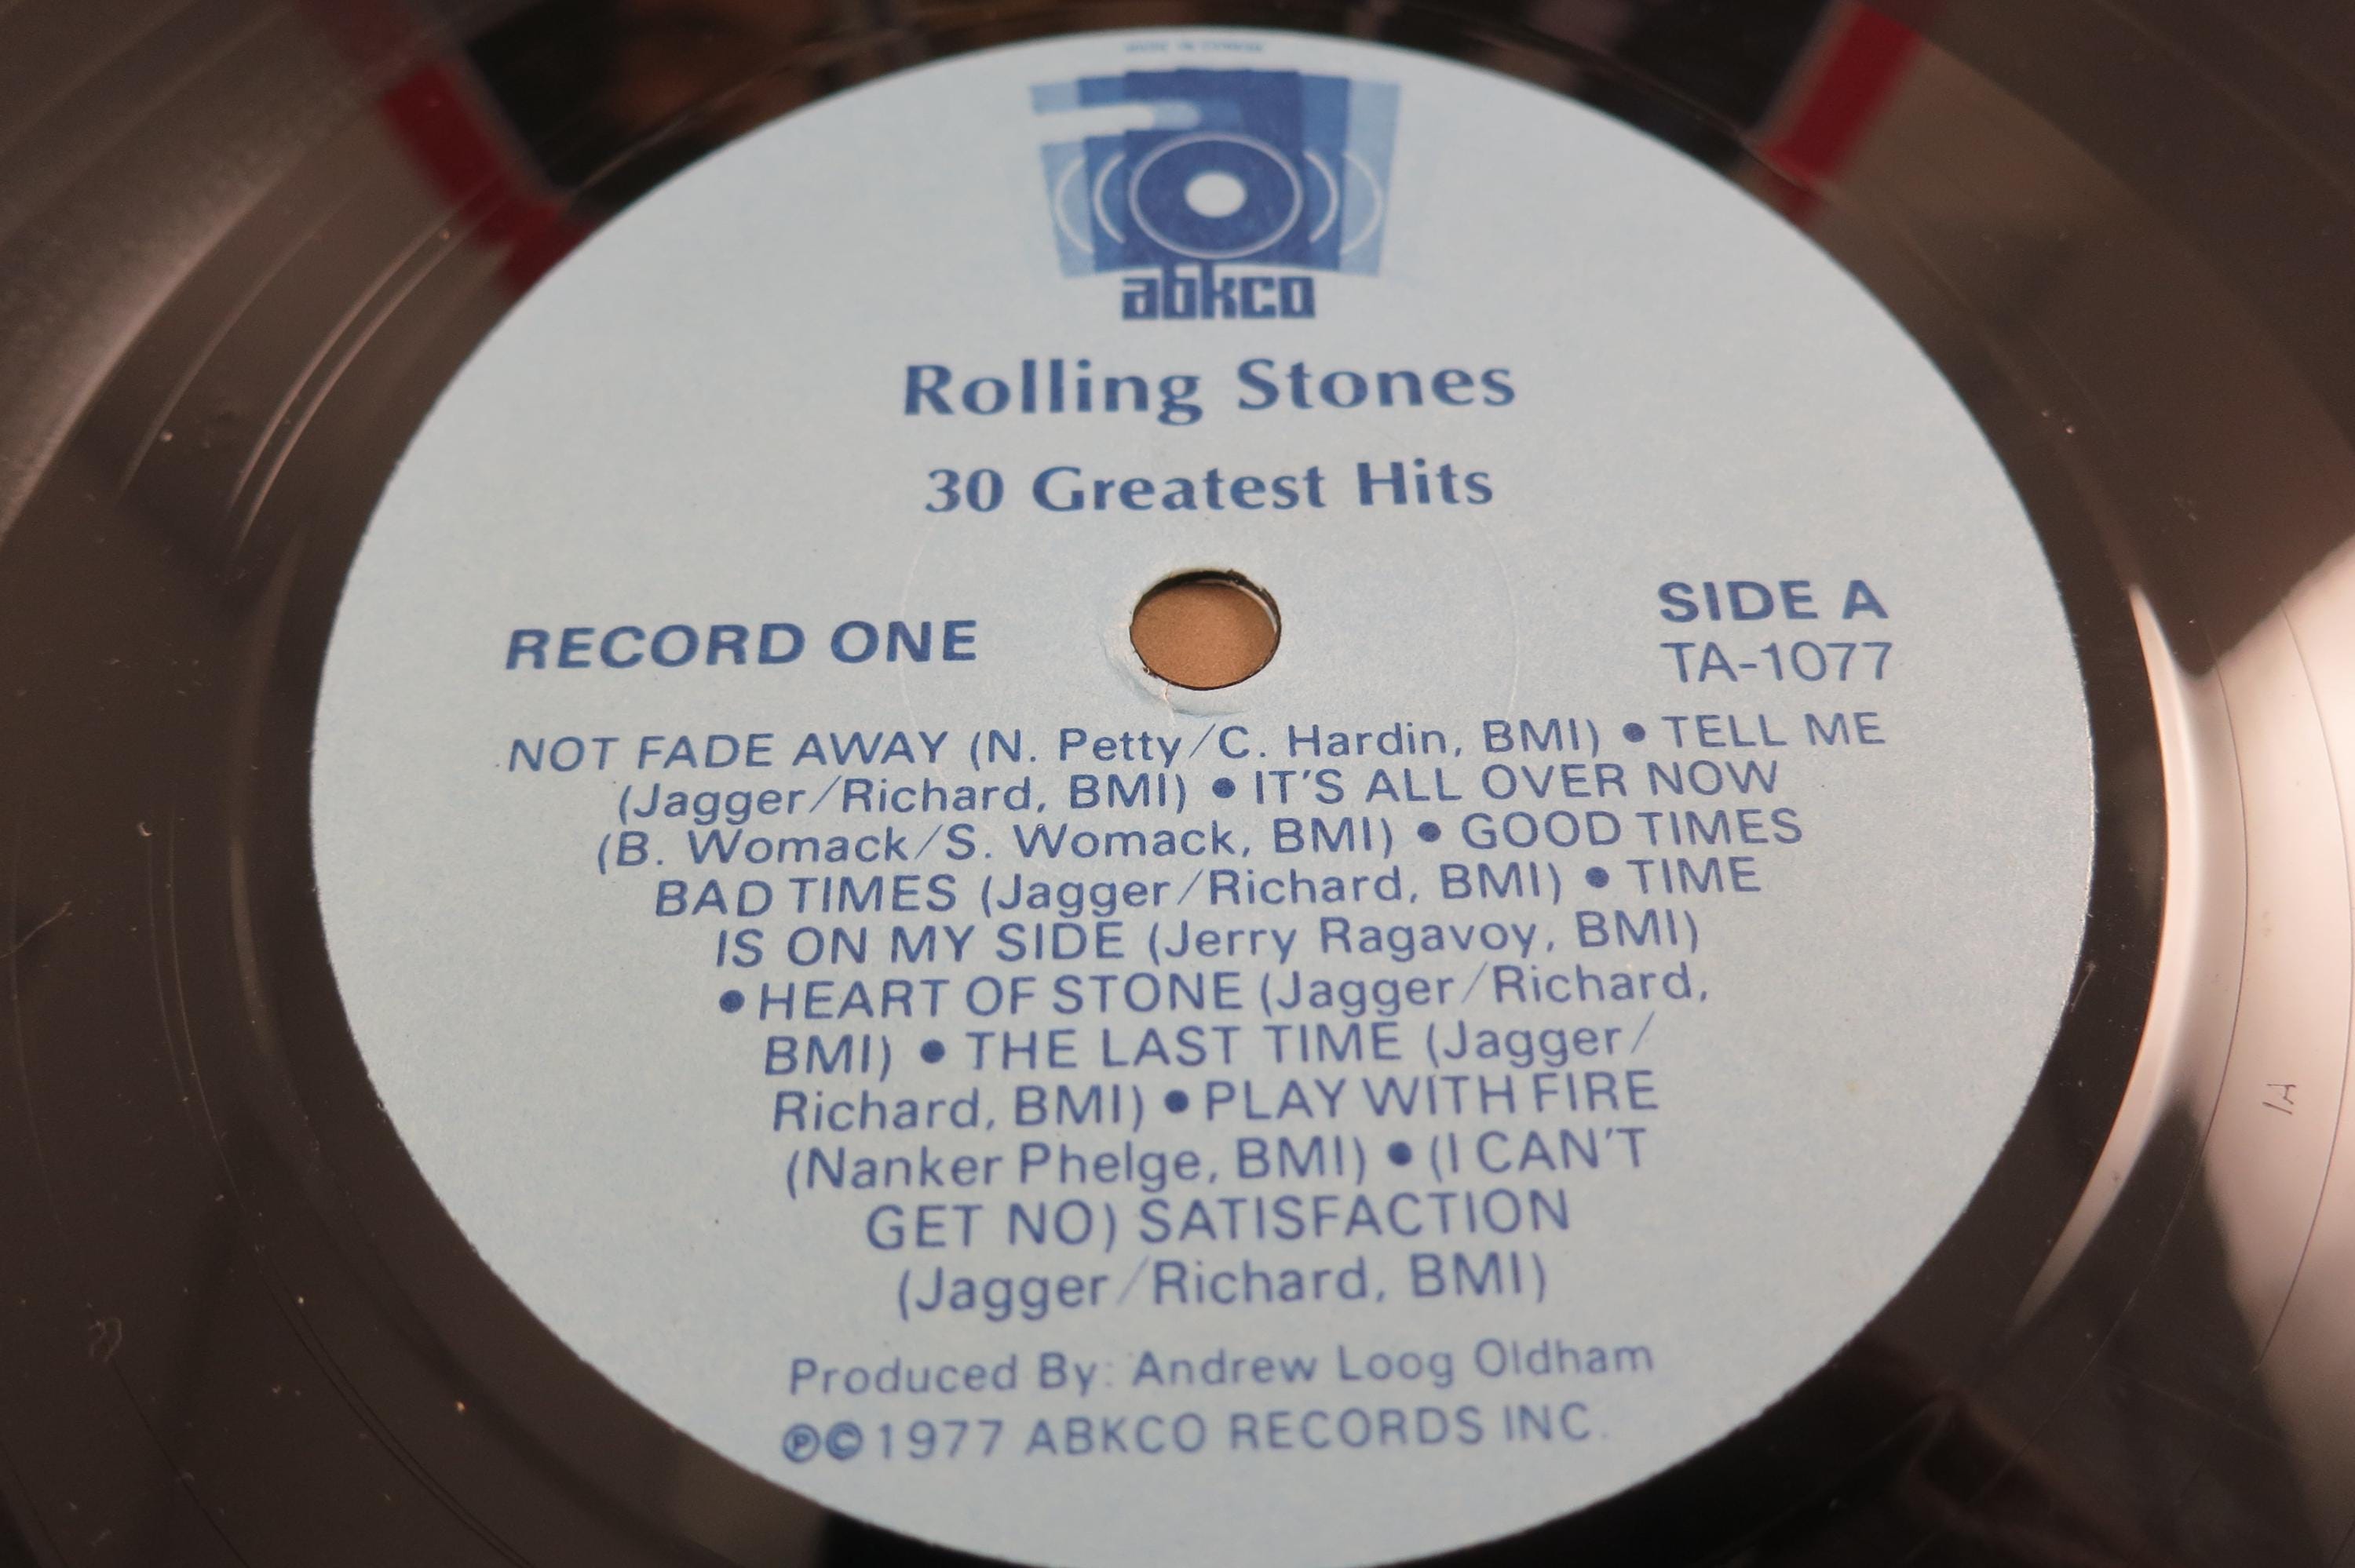 abkco
Rolling Stones
30 Greatest Hits
RECORD ONE
SIDE A
TA-1077
NOT FADE AWAY (N. Petty/C. Hardin, BMI) • TELL ME
(Jagger/Richard, BMI) • IT'S ALL OVER NOW
(B. Womack/S. Womack, BMI) • GOOD TIMES
BAD TIMES (Jagger/Richard, BMI) • TIME
IS ON MY SIDE (Jerry Ragavoy, BMI)
• HEART OF STONE (Jagger/Richard,
BMI) • THE LAST TIME (Jagger/
Richard, BMI) • PLAY WITH FIRE
(Nanker Phelge, BMI) • (I CAN'T
GET NO) SATISFACTION
(Jagger/Richard, BMI)
Produced By: Andrew Loog Oldham
℗©1977 ABKCO RECORDS INC.